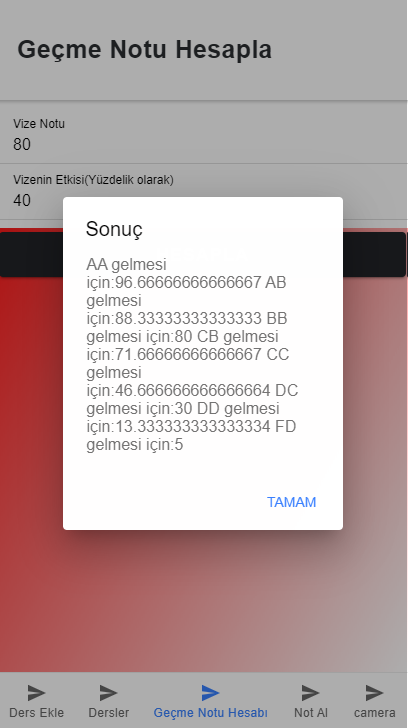 Geçme Notu Hesapla
Vize Notu
80
Vizenin Etkisi(Yüzdelik olarak)
40
Sonuç
AA gelmesi
için:96.66666666666667 AB
gelmesi
için:88.33333333333333 BB
gelmesi için:80 CB gelmesi
için:71.66666666666667 CC
gelmesi
için:46.666666666666664 DC
gelmesi için:30 DD gelmesi
için:13.333333333333334 FD
gelmesi için:5
TAMAM
Ders Ekle
Dersler
Geçme Notu Hesabı
Not Al
camera